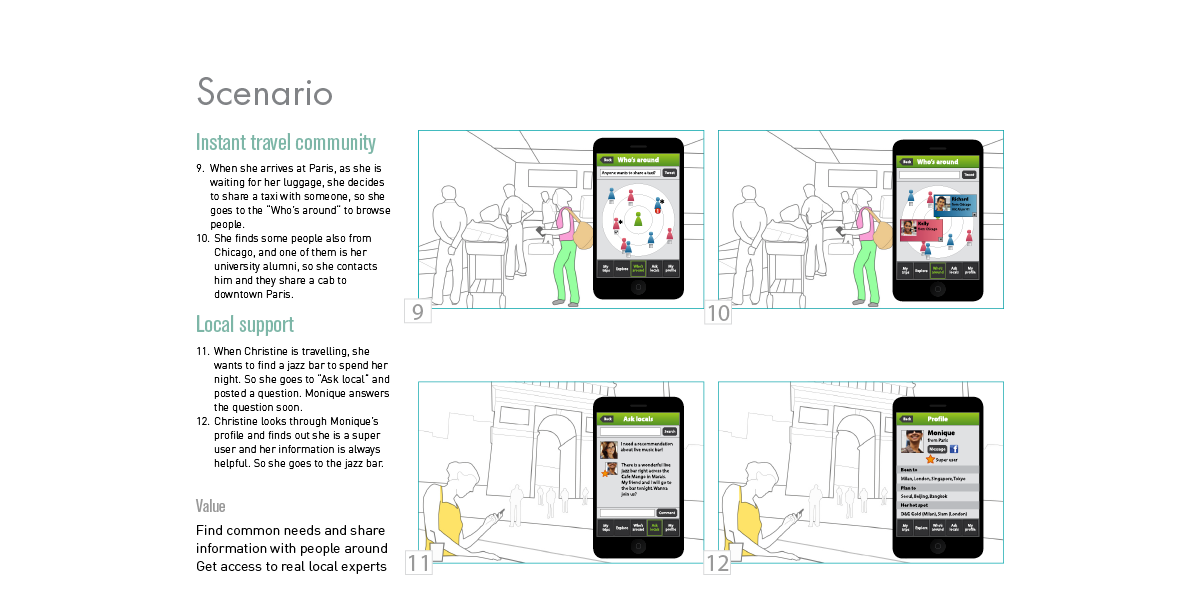 Scenario
Instant travel community
9. When she arrives at Paris, as she is
waiting for her luggage, she decides
to share a taxi with someone, so she
goes to the "Who's around" to browse
people.
10. She finds some people also from
Chicago, and one of them is her
university alumni, so she contacts
him and they share a cab to
downtown Paris.
Local support
11. When Christine is travelling, she
wants to find a jazz bar to spend her
night. So she goes to "Ask local" and
posted a question. Monique answers
the question soon.
12. Christine looks through Monique's
profile and finds out she is a super
user and her information is always
helpful. So she goes to the jazz bar.
Value
Find common needs and share
information with people around
Get access to real local experts
Back
Who's around
Anyone wants to share a taxi?
Tweet
My trips
Explore
Who's around
Ask locals
My profile
9
Back
Who's around
Tweet
Richard
from Chicago
Kelly
from Chicago
My trips
Explore
Who's around
Ask locals
My profile
10
Back
Ask locals
Search
I need a recommendation
about live music bar!
There is a wonderful live
jazz bar right across the
Cafe Mango in Marais.
My friend and I will go to
the bar tonight. Wanna
join us?
Comment
My trips
Explore
Who's around
Ask locals
My profile
11
Back
Profile
Monique
from Paris
Message
f
Super user
Been to
Milan, London, Singapore, Tokyo
Plan to
Seoul, Beijing, Bangkok
Her hot spot
D&G Gold (Milan), Siam (London)
My trips
Explore
Who's around
Ask locals
My profile
12